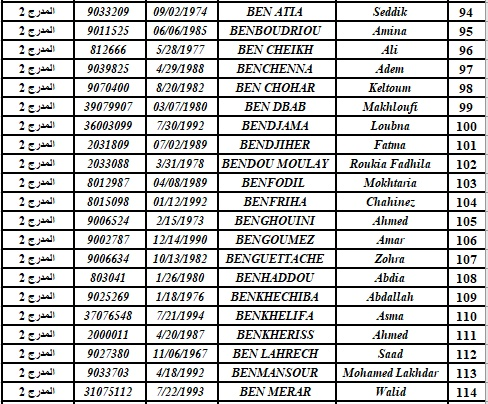 المدرج 2 9033209 09/02/1974 BEN ATIA Seddik 94
المدرج 2 9011525 06/06/1985 BENBOUDRIOU Amina 95
المدرج 2 812666 5/28/1977 BEN CHEIKH Ali 96
المدرج 2 9039825 4/29/1988 BENCHENNA Adem 97
المدرج 2 9070400 8/20/1982 BEN CHOHAR Keltoum 98
المدرج 2 39079907 03/07/1980 BEN DBAB Makhloufi 99
المدرج 2 36003099 7/30/1992 BENDJAMA Loubna 100
المدرج 2 2031809 07/02/1989 BENDJIHER Fatma 101
المدرج 2 2033088 3/31/1978 BENDOU MOULAY Roukia Fadhila 102
المدرج 2 8012987 04/08/1989 BENFODIL Mokhtaria 103
المدرج 2 8015098 01/12/1992 BENFRIHA Chahinez 104
المدرج 2 9006524 2/15/1973 BENGHOUINI Ahmed 105
المدرج 2 9002787 12/14/1990 BENGOUMEZ Amar 106
المدرج 2 9006634 10/13/1982 BENGUETTACHE Zohra 107
المدرج 2 803041 1/26/1980 BENHADDOU Abdia 108
المدرج 2 9025269 1/18/1976 BENKHECHIBA Abdallah 109
المدرج 2 37076548 7/21/1994 BENKHELIFA Asma 110
المدرج 2 2000011 4/20/1987 BENKHERISS Ahmed 111
المدرج 2 9027380 11/06/1967 BEN LAHRECH Saad 112
المدرج 2 9033703 4/18/1992 BENMANSOUR Mohamed Lakhdar 113
المدرج 2 31075112 7/22/1993 BEN MERAR Walid 114